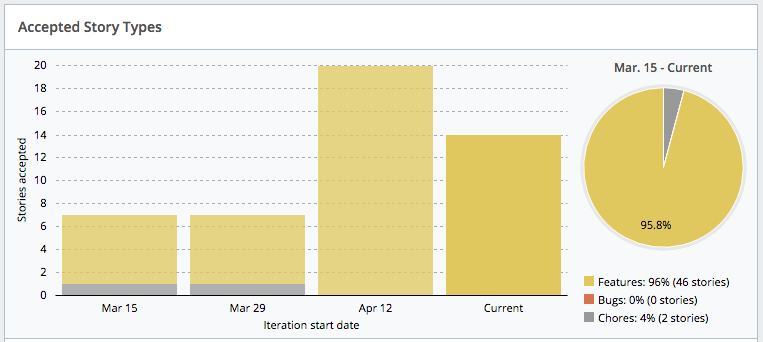 Accepted Story Types
20
18
16
14
12
10
8
6
4
2
0
Stories accepted
Mar 15
Mar 29
Apr 12
Current
Iteration start date
Mar. 15 - Current
95.8%
Features: 96% (46 stories)
Bugs: 0% (0 stories)
Chores: 4% (2 stories)